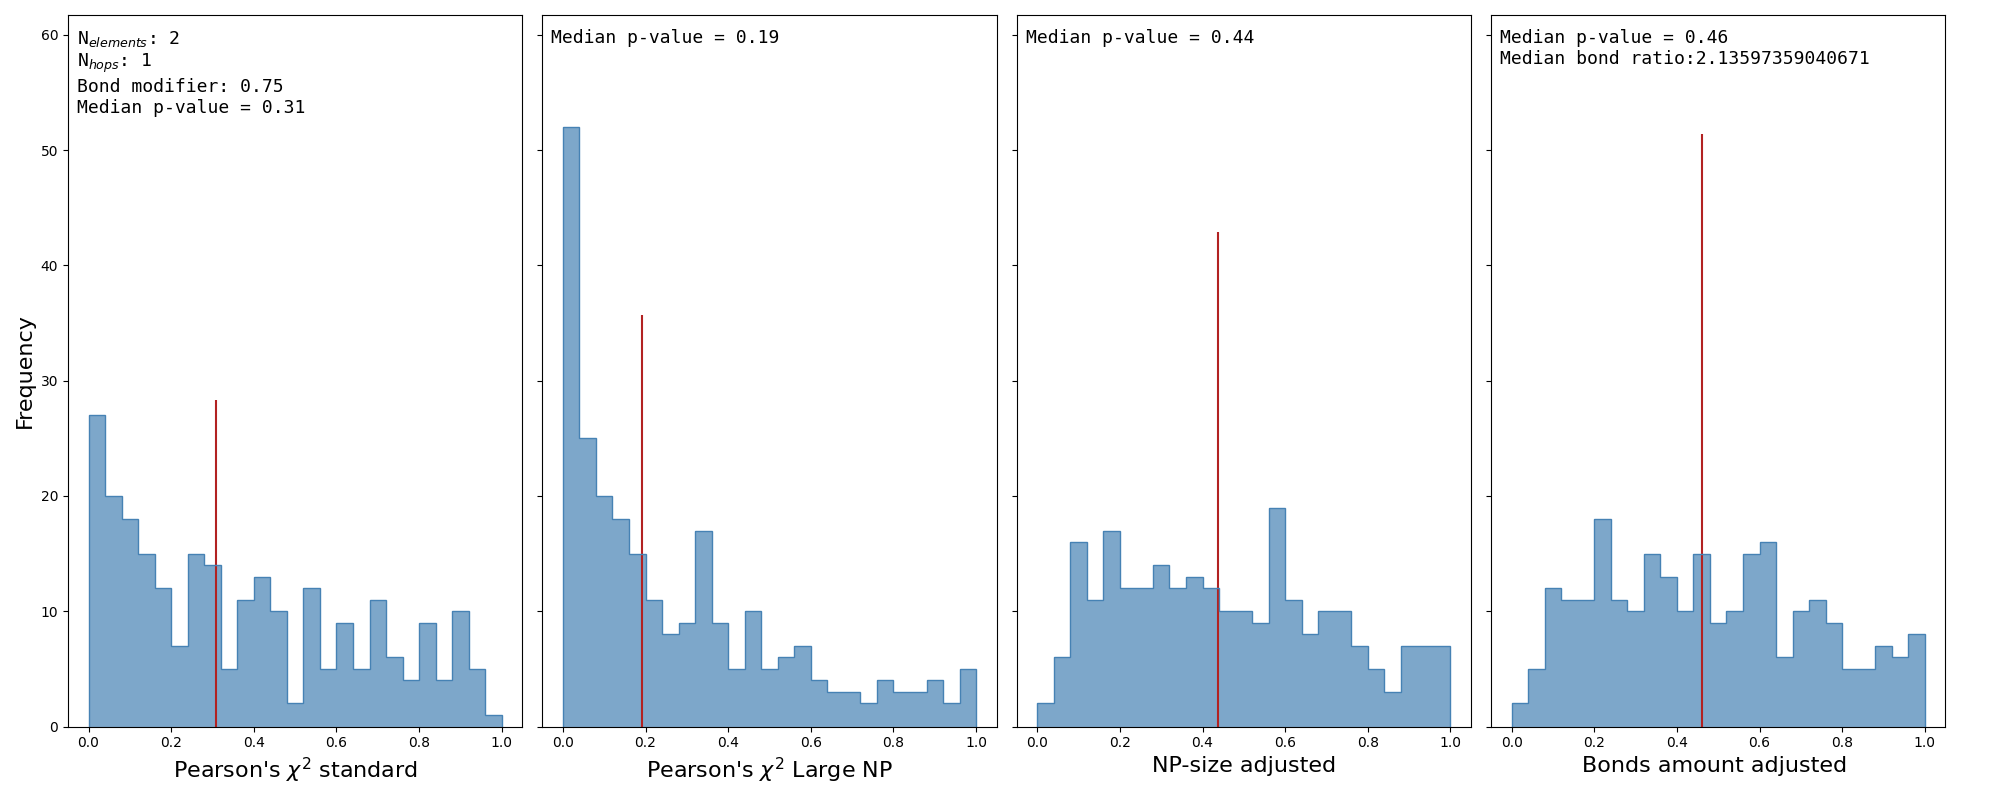 N_elements: 2
N_hops: 1
Bond modifier: 0.75
Median p-value = 0.31
Median p-value = 0.19
Median p-value = 0.44
Median p-value = 0.46
Median bond ratio:2.13597359040671
Frequency
60
50
40
30
20
10
0
0.0 0.2 0.4 0.6 0.8 1.0
0.0 0.2 0.4 0.6 0.8 1.0
0.0 0.2 0.4 0.6 0.8 1.0
0.0 0.2 0.4 0.6 0.8 1.0
Pearson's χ² standard
Pearson's χ² Large NP
NP-size adjusted
Bonds amount adjusted